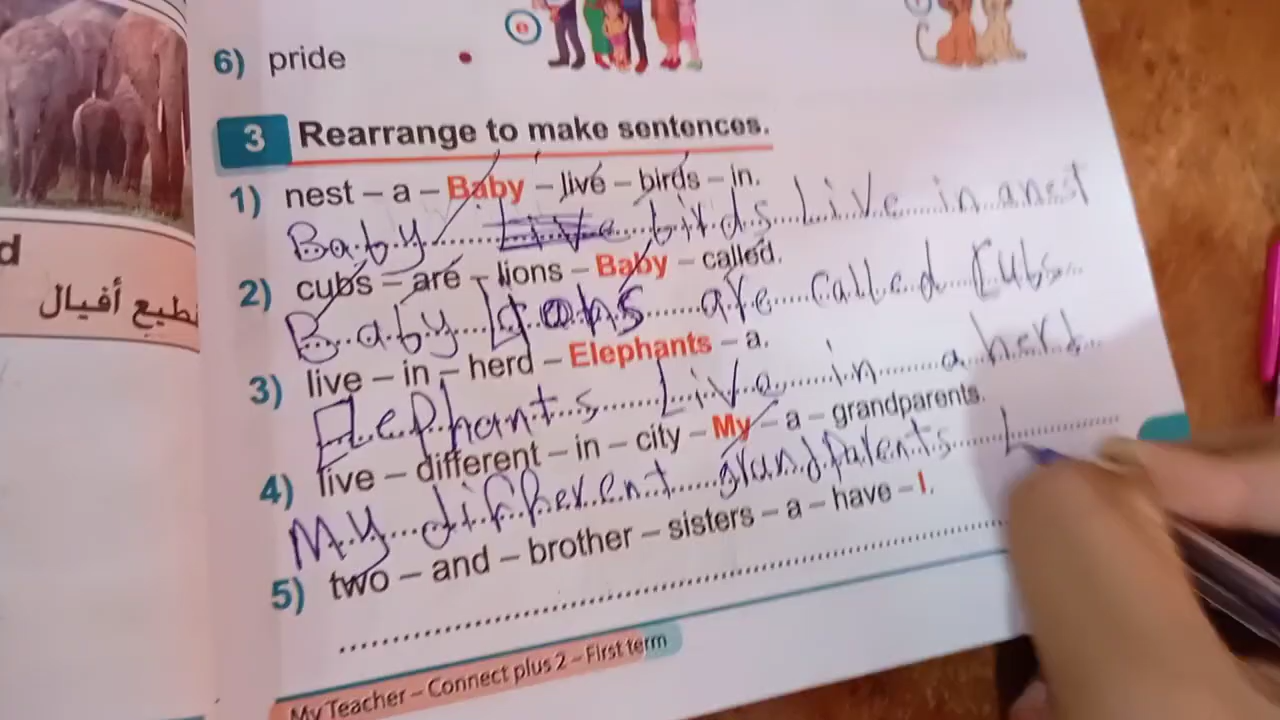 6) pride
3 Rearrange to make sentences.
1) nest – a – Baby – live – birds – in.
Baby birds Live in a nest
2) cubs – are – lions – Baby – called.
Baby are called Cubs
3) live – in – herd – Elephants – a.
Elephants Live in a herd
4) live – different – in – city – My – a – grandparents.
My different grandparents
5) two – and – brother – sisters – a – have – I.
My Teacher – Connect plus 2 – First term
d
قطيع أفيال